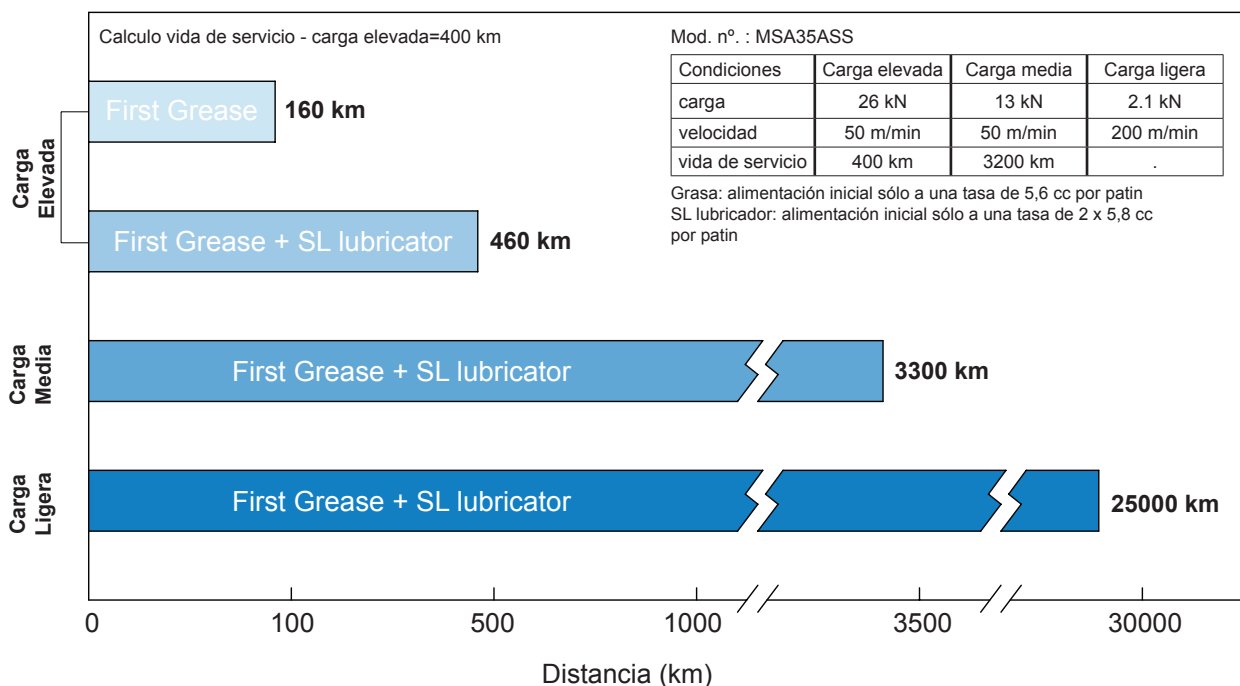 Calculo vida de servicio - carga elevada=400 km
Mod. nº. : MSA35ASS
Condiciones Carga elevada Carga media Carga ligera
carga 26 kN 13 kN 2.1 kN
velocidad 50 m/min 50 m/min 200 m/min
vida de servicio 400 km 3200 km .
Grasa: alimentación inicial sólo a una tasa de 5,6 cc por patin
SL lubricador: alimentación inicial sólo a una tasa de 2 x 5,8 cc
por patin
Carga
Elevada
First Grease 160 km
First Grease + SL lubricator 460 km
Carga
Media
First Grease + SL lubricator 3300 km
Carga
Ligera
First Grease + SL lubricator 25000 km
0 100 500 1000 3500 30000
Distancia (km)